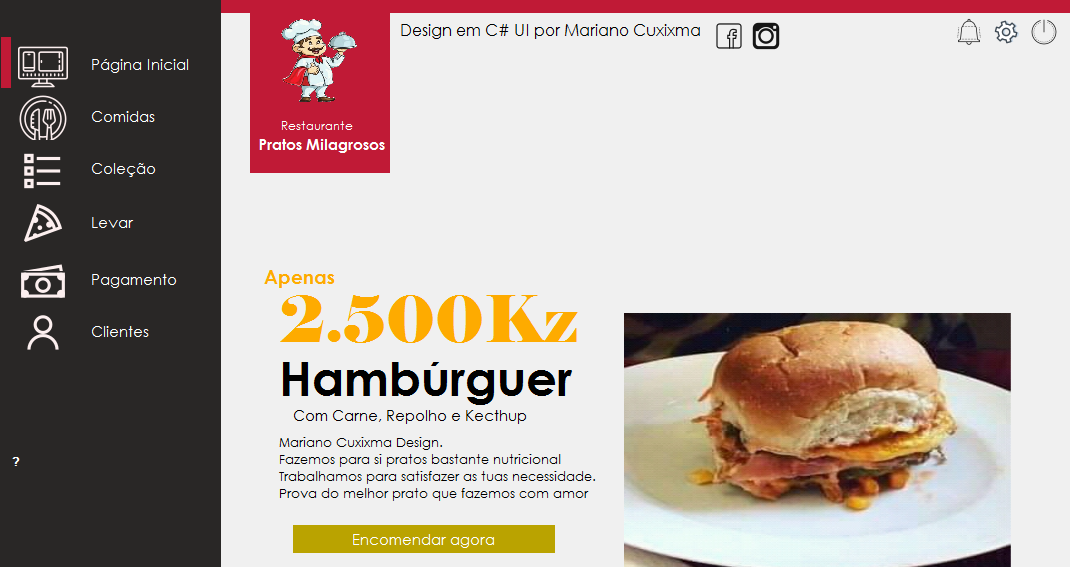 Página Inicial
Comidas
Coleção
Levar
Pagamento
Clientes
?
Restaurante
Pratos Milagrosos
Design em C# UI por Mariano Cuxixma
Apenas
2.500Kz
Hambúrguer
Com Carne, Repolho e Kecthup
Mariano Cuxixma Design.
Fazemos para si pratos bastante nutricional
Trabalhamos para satisfazer as tuas necessidade.
Prova do melhor prato que fazemos com amor
Encomendar agora